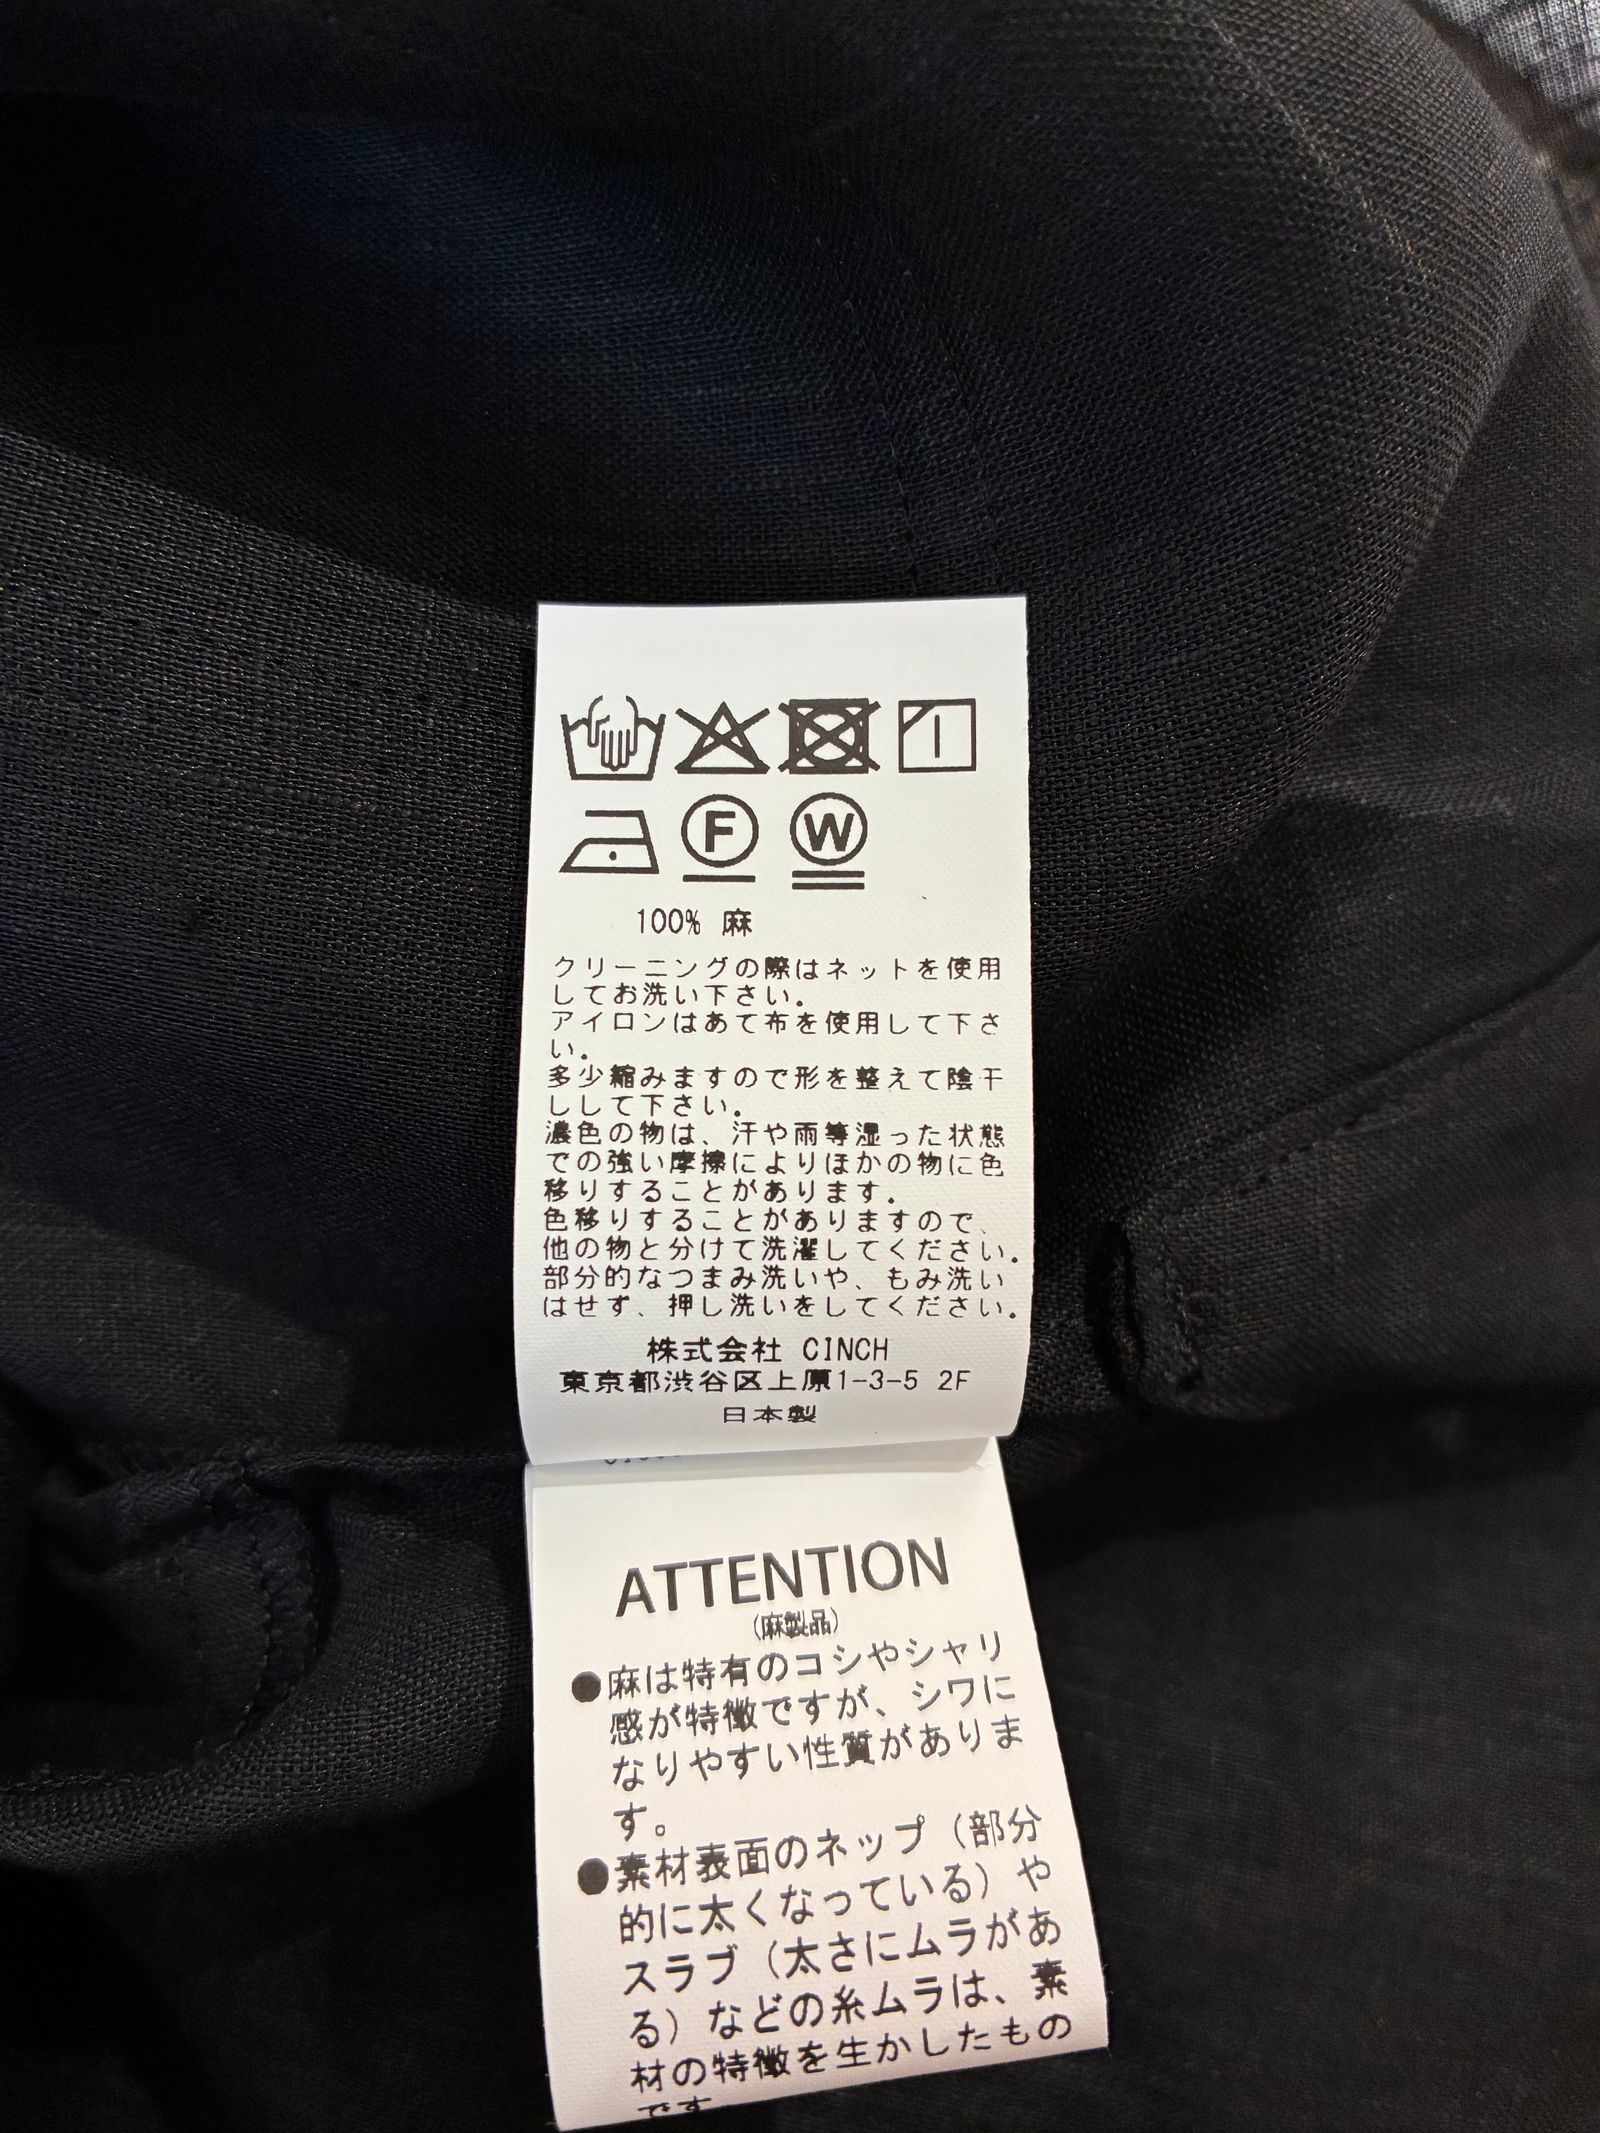 F W
100% 麻
クリーニングの際はネットを使用
してお洗い下さい.
アイロンはあて布を使用して下さ
い.
多少縮みますので形を整えて陰干
しして下さい.
濃色の物は、汗や雨等湿った状態
での強い摩擦によりほかの物に色
移りすることがあります.
色移りすることがありますので、
他の物と分けて洗濯してください.
部分的なつまみ洗いや、もみ洗い
はせず、押し洗いをしてください.
株式会社 CINCH
東京都渋谷区上原1-3-5 2F
日本製
ATTENTION
(麻製品)
●麻は特有のコシやシャリ
感が特徴ですが、シワに
なりやすい性質がありま
す。
●素材表面のネップ（部分
的に太くなっている）や
スラブ（太さにムラがあ
る）などの糸ムラは、素
材の特徴を生かしたもの
です